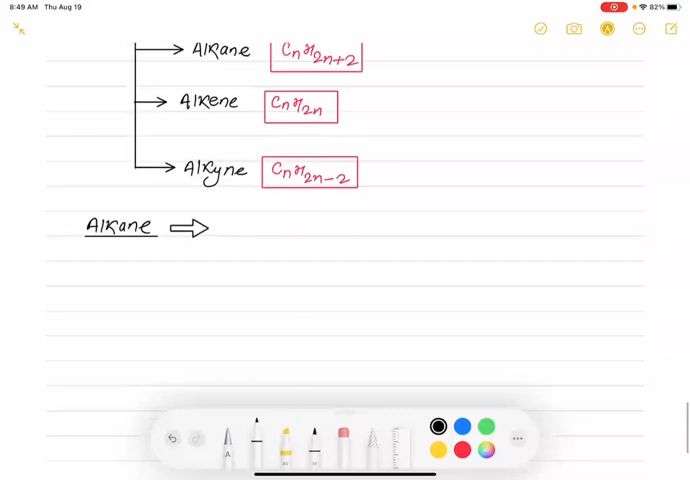 8:49 AM Thu Aug 19
82%
Alkane CnH2n+2
Alkene CnH2n
Alkyne CnH2n-2
Alkane
A